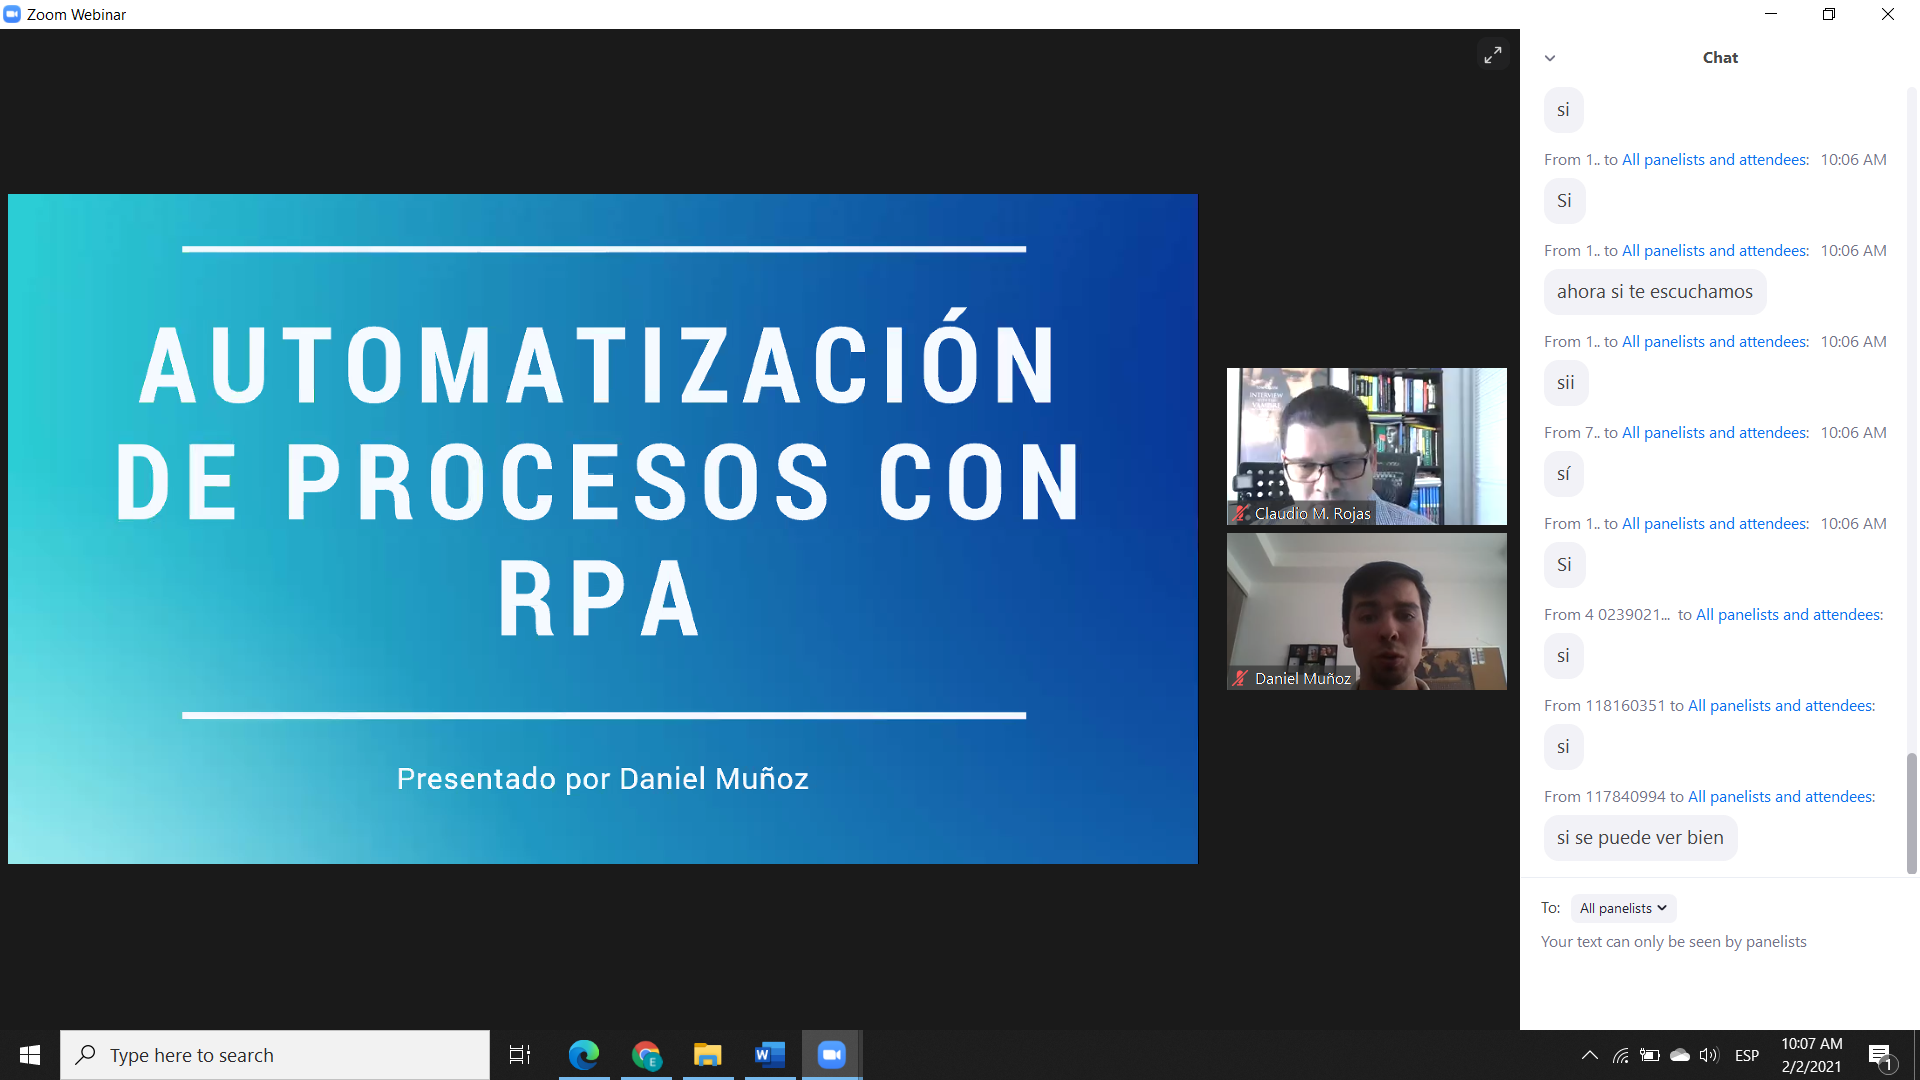 Zoom Webinar
AUTOMATIZACIÓN
DE PROCESOS CON
RPA
Presentado por Daniel Muñoz
INTERVIEW
Claudio M. Rojas
Daniel Muñoz
Chat
si
From 1.. to All panelists and attendees: 10:06 AM
Si
From 1.. to All panelists and attendees: 10:06 AM
ahora si te escuchamos
From 1.. to All panelists and attendees: 10:06 AM
sii
From 7.. to All panelists and attendees: 10:06 AM
sí
From 1.. to All panelists and attendees: 10:06 AM
Si
From 4 0239021... to All panelists and attendees:
si
From 118160351 to All panelists and attendees:
si
From 117840994 to All panelists and attendees:
si se puede ver bien
To: All panelists
Your text can only be seen by panelists
Type here to search
E
W
ESP
10:07 AM
2/2/2021
1